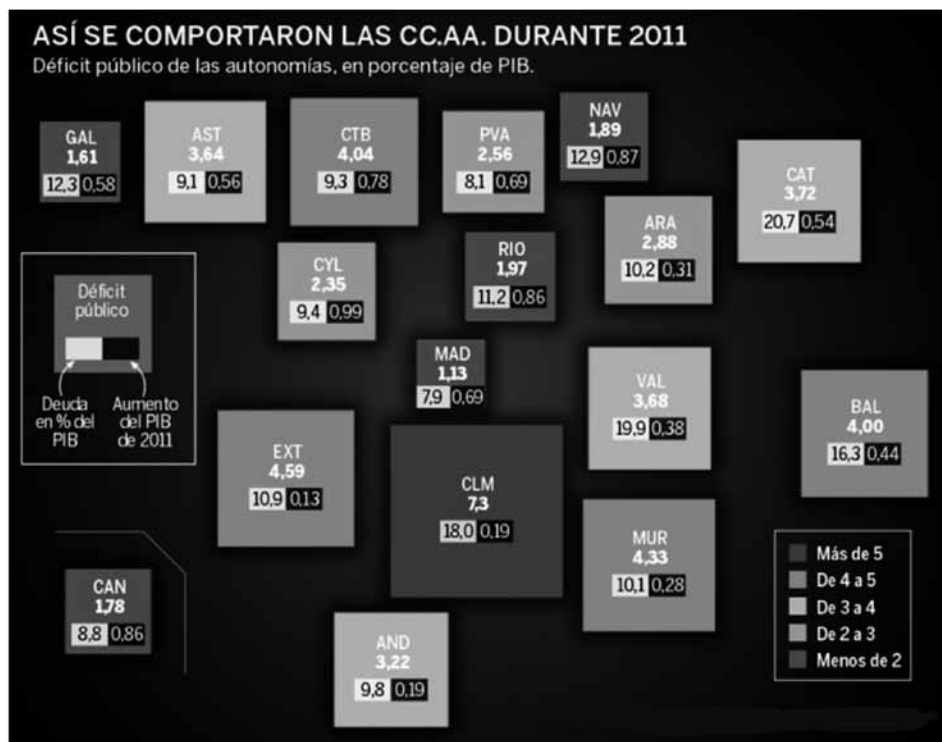 ASÍ SE COMPORTARON LAS CC.AA. DURANTE 2011
Déficit público de las autonomías, en porcentaje de PIB.
GAL
1,61
12,3 0,58
AST
3,64
9,1 0,56
CTB
4,04
9,3 0,78
PVA
2,56
8,1 0,69
NAV
1,89
12,9 0,87
CAT
3,72
20,7 0,54
ARA
2,88
10,2 0,31
RIO
1,97
11,2 0,86
CYL
2,35
9,4 0,99
Déficit
público
Deuda
en % del
PIB
Aumento
del PIB
de 2011
MAD
1,13
7,9 0,69
VAL
3,68
19,9 0,38
BAL
4,00
16,3 0,44
EXT
4,59
10,9 0,13
CLM
7,3
18,0 0,19
MUR
4,33
10,1 0,28
CAN
1,78
8,8 0,86
AND
3,22
9,8 0,19
Más de 5
De 4 a 5
De 3 a 4
De 2 a 3
Menos de 2